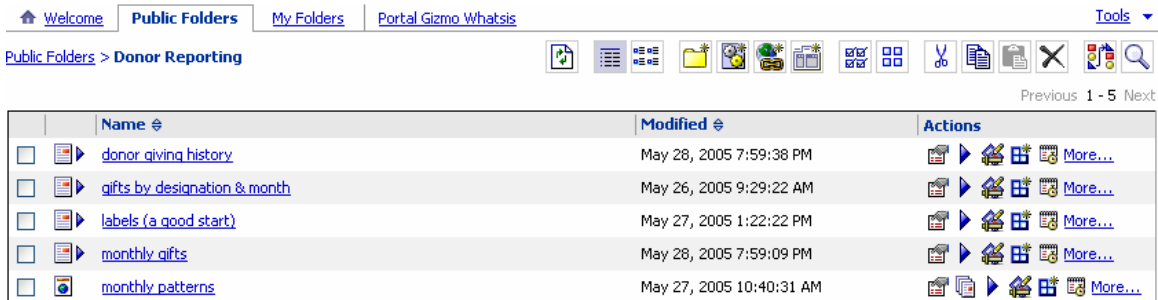 Welcome Public Folders My Folders Portal Gizmo Whatsis Tools
Public Folders > Donor Reporting
Previous 1 - 5 Next
Name Modified Actions
donor giving history May 28, 2005 7:59:38 PM More...
gifts by designation & month May 26, 2005 9:29:22 AM More...
labels (a good start) May 27, 2005 1:22:22 PM More...
monthly gifts May 28, 2005 7:59:09 PM More...
monthly patterns May 27, 2005 10:40:31 AM More...